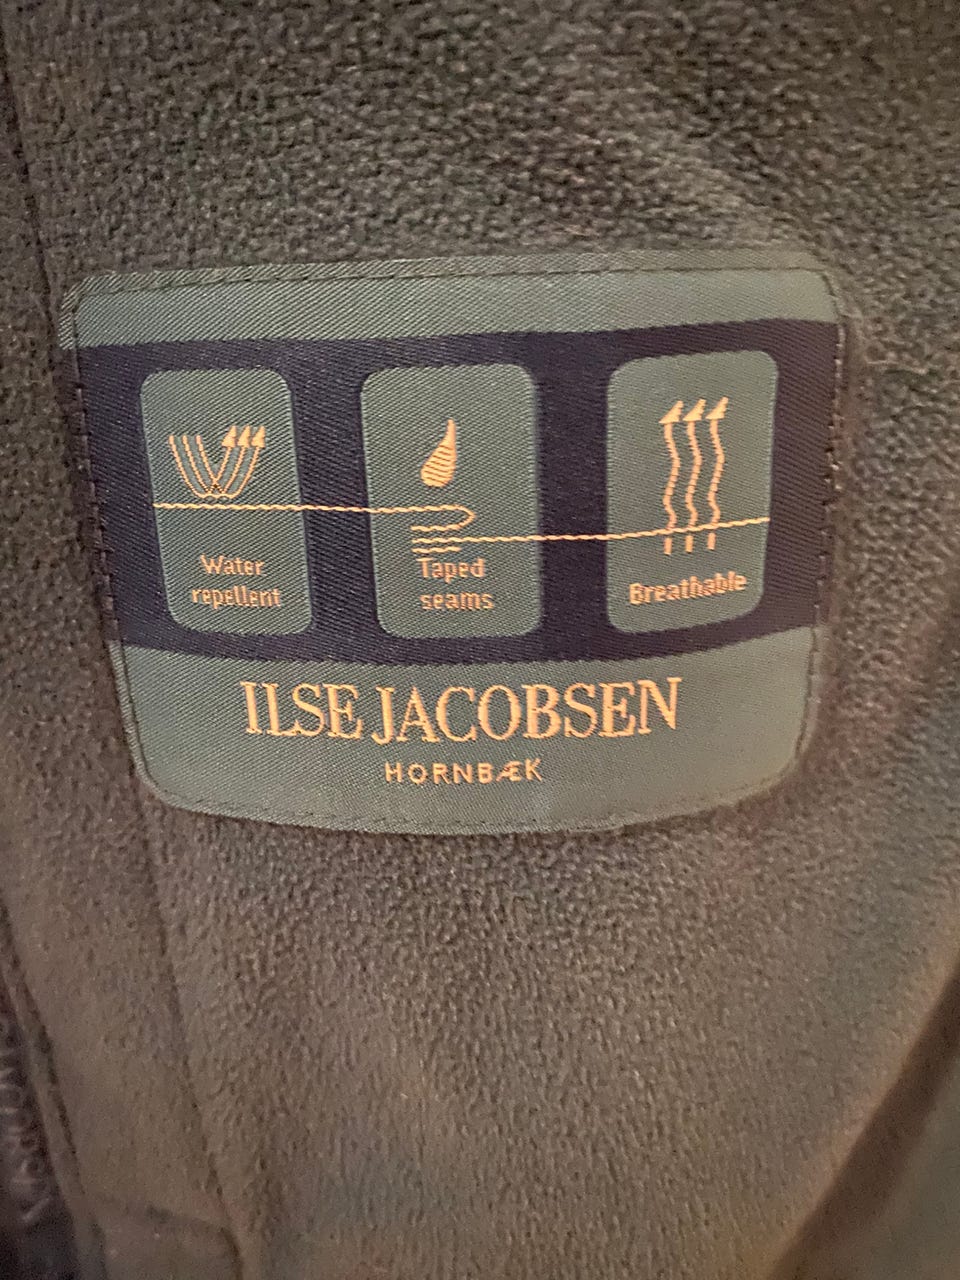 Water
repellent
Taped
seams
Breathable
ILSE JACOBSEN
HORNBÆK